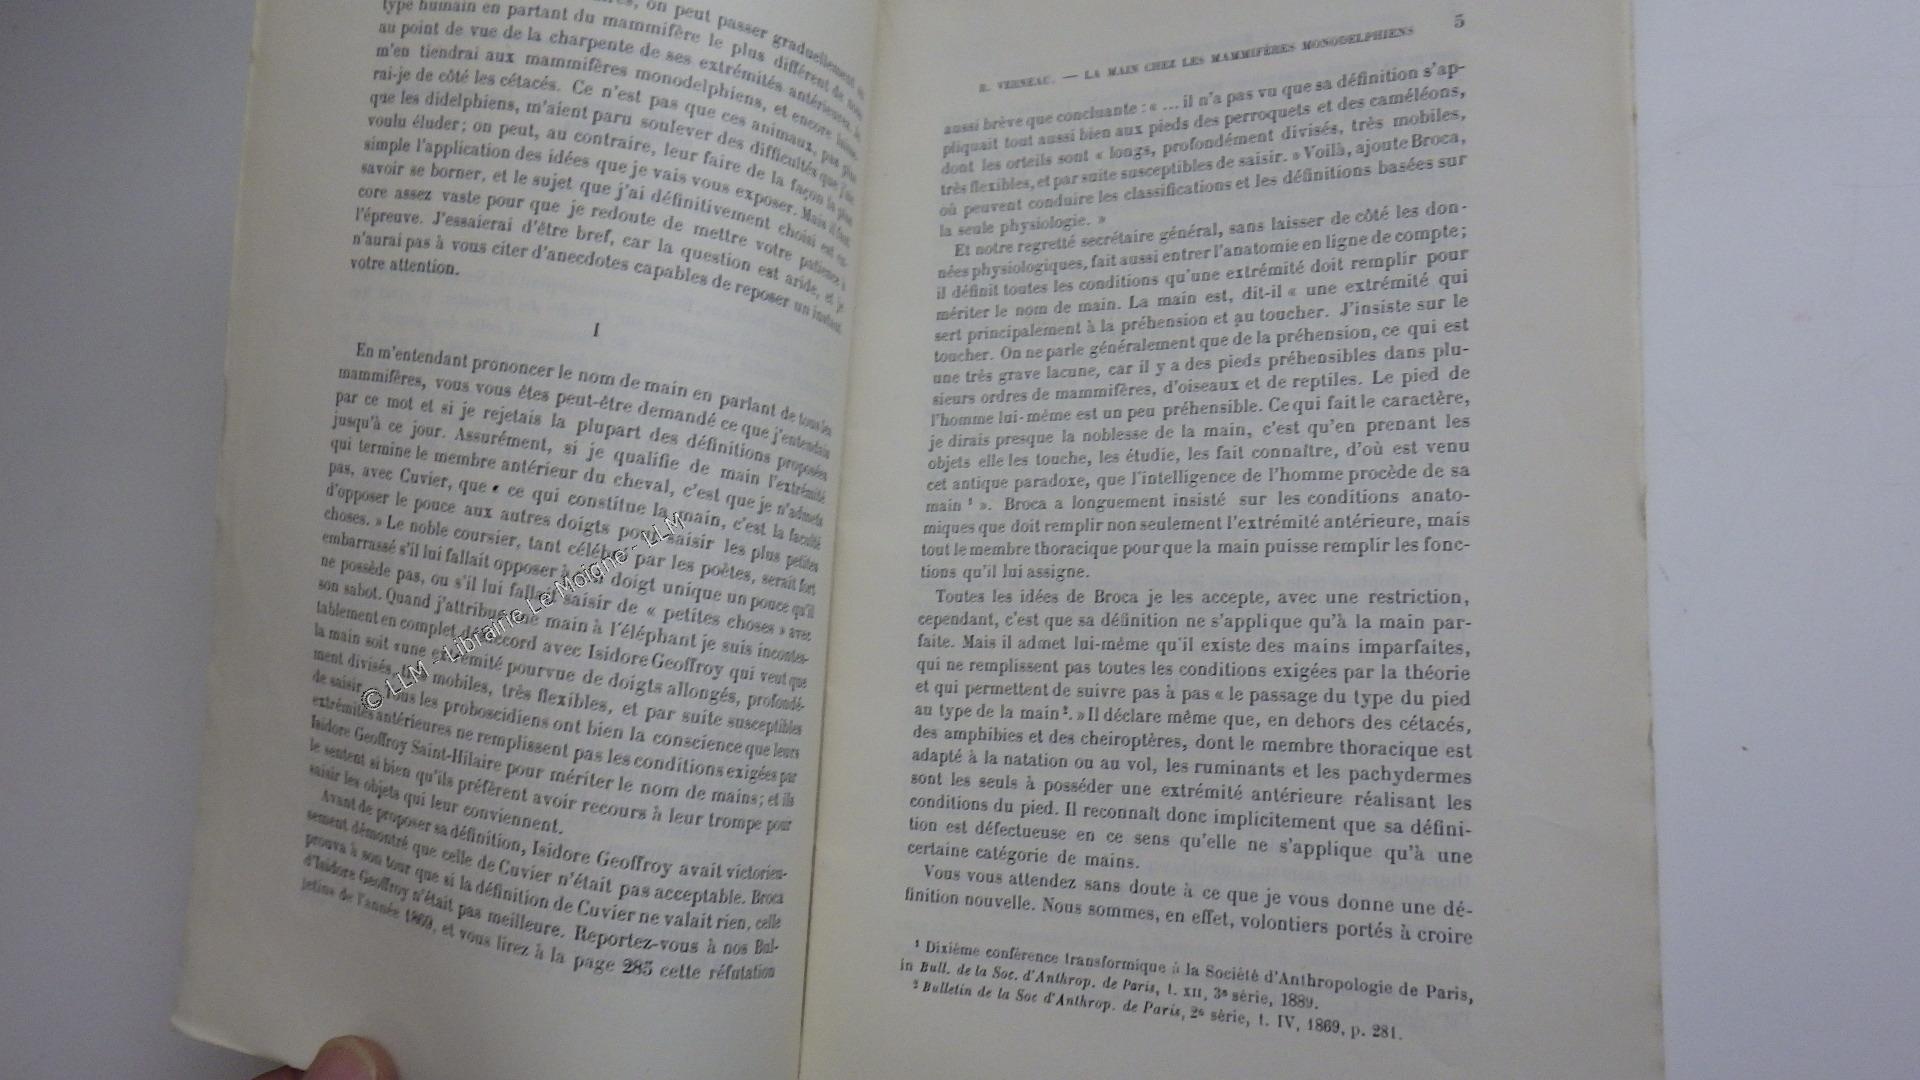 on peut passer graduellement au
type humain en partant du mammifère le plus différent de nous
au point de vue de la charpente de ses extrémités antérieures. Je
m'en tiendrai aux mammifères monodelphiens, et encore
rai-je de côté les cétacés. Ce n'est pas que ces animaux, pas plus
que les didelphiens, m'aient paru soulever des difficultés que j'aie
voulu éluder ; on peut, au contraire, leur faire de la façon la plus
simple l'application des idées que je vais vous exposer. Mais il faut
savoir se borner, et le sujet que j'ai définitivement choisi est en-
core assez vaste pour que je redoute de mettre votre patience à
l'épreuve. J'essaierai d'être bref, car la question est aride, et je
n'aurai pas à vous citer d'anecdotes capables de reposer un instant
votre attention.
I
En m'entendant prononcer le nom de main en parlant de tous les
mammifères, vous vous êtes peut-être demandé ce que j'entendais
par ce mot et si je rejetais la plupart des définitions proposées
jusqu'à ce jour. Assurément, si je qualifie de main l'extrémité
qui termine le membre antérieur du cheval, c'est que je n'admets
pas, avec Cuvier, que « ce qui constitue la main, c'est la faculté
d'opposer le pouce aux autres doigts pour saisir les plus petites
choses. » Le noble coursier, tant célébré par les poètes, serait fort
embarrassé s'il lui fallait opposer à son doigt unique un pouce qu'il
ne possède pas, ou s'il lui fallait saisir de « petites choses » avec
son sabot. Quand j'attribue une main à l'éléphant je suis incontes-
tablement en complet désaccord avec Isidore Geoffroy qui veut que
la main soit « une extrémité pourvue de doigts allongés, profondé-
ment divisés, très mobiles, très flexibles, et par suite susceptibles
de saisir. » Tous les proboscidiens ont bien la conscience que leurs
extrémités antérieures ne remplissent pas les conditions exigées par
Isidore Geoffroy Saint-Hilaire pour mériter le nom de mains ; et ils
le sentent si bien qu'ils préfèrent avoir recours à leur trompe pour
saisir les objets qui leur conviennent.
Avant de proposer sa définition, Isidore Geoffroy avait victorieu-
sement démontré que celle de Cuvier n'était pas acceptable. Broca
prouva à son tour que si la définition de Cuvier ne valait rien, celle
d'Isidore Geoffroy n'était pas meilleure. Reportez-vous à nos Bul-
letins de l'année 1869, et vous lirez à la page 285 cette réfutation
© LLM - Librairie Le Moigne - LLM
R. VERNEAU. — LA MAIN CHEZ LES MAMMIFÈRES MONODELPHIENS 5
aussi brève que concluante : « ... il n'a pas vu que sa définition s'ap-
pliquait tout aussi bien aux pieds des perroquets et des caméléons,
dont les orteils sont « longs, profondément divisés, très mobiles,
très flexibles, et par suite susceptibles de saisir. » Voilà, ajoute Broca,
où peuvent conduire les classifications et les définitions basées sur
la seule physiologie. »
Et notre regretté secrétaire général, sans laisser de côté les don-
nées physiologiques, fait aussi entrer l'anatomie en ligne de compte ;
il définit toutes les conditions qu'une extrémité doit remplir pour
mériter le nom de main. La main est, dit-il « une extrémité qui
sert principalement à la préhension et au toucher. J'insiste sur le
toucher. On ne parle généralement que de la préhension, ce qui est
une très grave lacune, car il y a des pieds préhensibles dans plu-
sieurs ordres de mammifères, d'oiseaux et de reptiles. Le pied de
l'homme lui-même est un peu préhensible. Ce qui fait le caractère,
je dirais presque la noblesse de la main, c'est qu'en prenant les
objets elle les touche, les étudie, les fait connaître, d'où est venu
cet antique paradoxe, que l'intelligence de l'homme procède de sa
main ¹ ». Broca a longuement insisté sur les conditions anato-
miques que doit remplir non seulement l'extrémité antérieure, mais
tout le membre thoracique pour que la main puisse remplir les fonc-
tions qu'il lui assigne.
Toutes les idées de Broca je les accepte, avec une restriction,
cependant, c'est que sa définition ne s'applique qu'à la main par-
faite. Mais il admet lui-même qu'il existe des mains imparfaites,
qui ne remplissent pas toutes les conditions exigées par la théorie
et qui permettent de suivre pas à pas « le passage du type du pied
au type de la main ². » Il déclare même que, en dehors des cétacés,
des amphibies et des cheiroptères, dont le membre thoracique est
adapté à la natation ou au vol, les ruminants et les pachydermes
sont les seuls à posséder une extrémité antérieure réalisant les
conditions du pied. Il reconnaît donc implicitement que sa défini-
tion est défectueuse en ce sens qu'elle ne s'applique qu'à une
certaine catégorie de mains.
Vous vous attendez sans doute à ce que je vous donne une dé-
finition nouvelle. Nous sommes, en effet, volontiers portés à croire
¹ Dixième conférence transformique à la Société d'Anthropologie de Paris,
in Bull. de la Soc. d'Anthrop. de Paris, t. XII, 3e série, 1889.
² Bulletin de la Soc d'Anthrop. de Paris, 2e série, t. IV, 1869, p. 281.